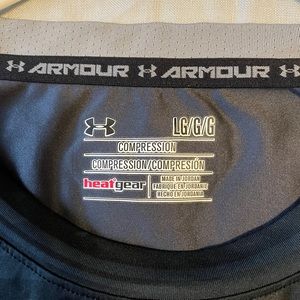 ARMOUR ARMOUR
LG/G/G
COMPRESSION
COMPRESSION/COMPRESIÓN
heatgear
MADE IN JORDAN
FABRIQUÉ EN JORDANIE
HECHO EN JORDANIA